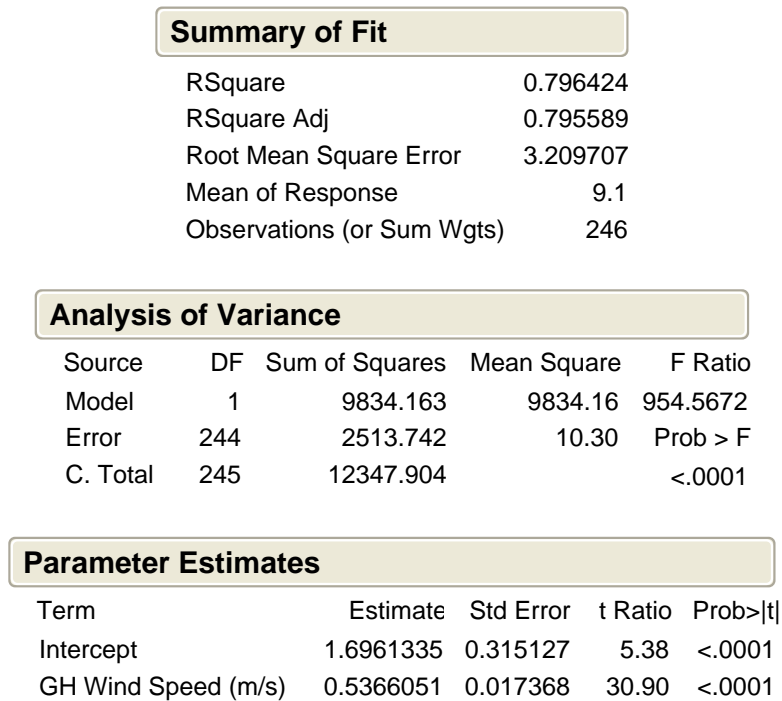 Summary of Fit
RSquare 0.796424
RSquare Adj 0.795589
Root Mean Square Error 3.209707
Mean of Response 9.1
Observations (or Sum Wgts) 246
Analysis of Variance
Source DF Sum of Squares Mean Square F Ratio
Model 1 9834.163 9834.16 954.5672
Error 244 2513.742 10.30 Prob > F
C. Total 245 12347.904 <.0001
Parameter Estimates
Term Estimate Std Error t Ratio Prob>|t|
Intercept 1.6961335 0.315127 5.38 <.0001
GH Wind Speed (m/s) 0.5366051 0.017368 30.90 <.0001